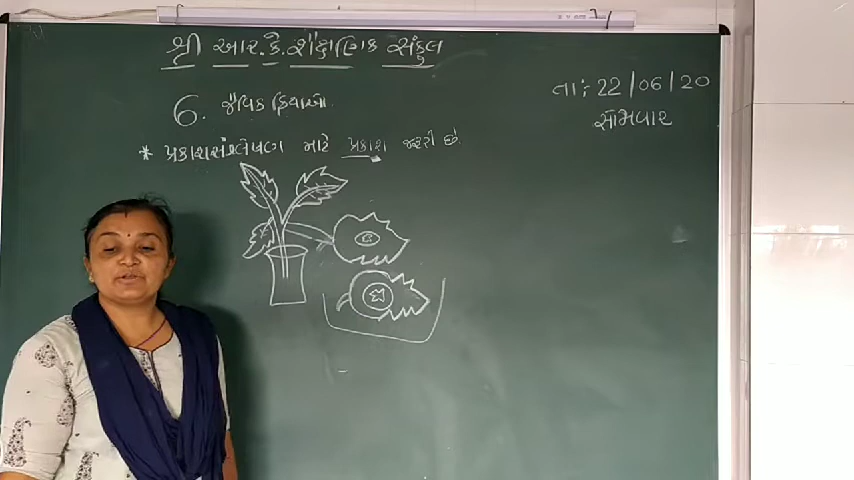 શ્રી આર.કે. શૈક્ષણિક સંકુલ
તા: 22/06/20
સોમવાર
6. જૈવિક ક્રિયાઓ
* પ્રકાશસંશ્લેષણ માટે પ્રકાશ જરૂરી છે.